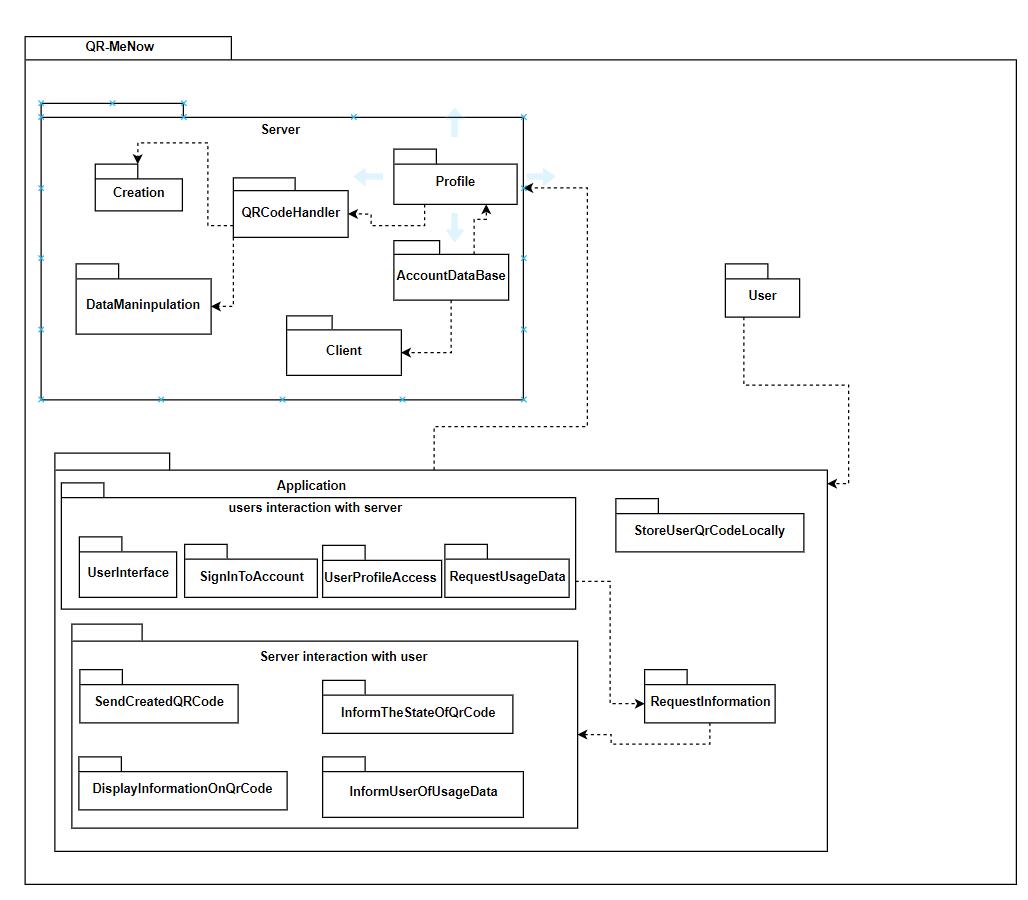 QR-MeNow
Server
Creation
QRCodeHandler
Profile
DataManinpulation
AccountDataBase
Client
User
Application
users interaction with server
UserInterface
SignInToAccount
UserProfileAccess
RequestUsageData
StoreUserQrCodeLocally
Server interaction with user
SendCreatedQRCode
InformTheStateOfQrCode
RequestInformation
DisplayInformationOnQrCode
InformUserOfUsageData